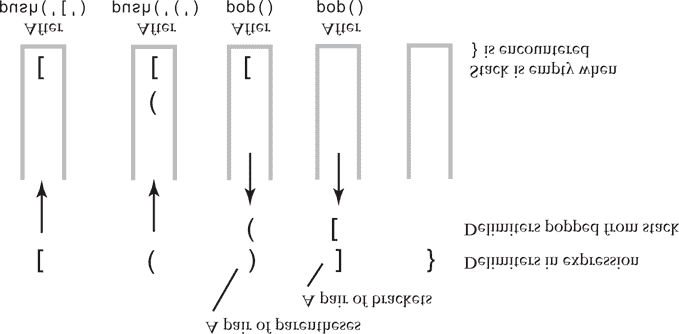 A pair of parentheses
A pair of brackets
[ ( ) ] } Delimiters in expression
( [ Delimiters popped from stack
(
[ [ [ Stack is empty when
} is encountered
After After After After
push('[') push('(') pop() pop()